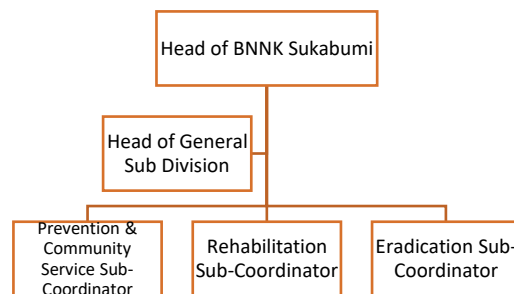 Head of BNNK Sukabumi
Head of General
Sub Division
Prevention &
Community
Service Sub-
Coordinator
Rehabilitation
Sub-Coordinator
Eradication Sub-
Coordinator